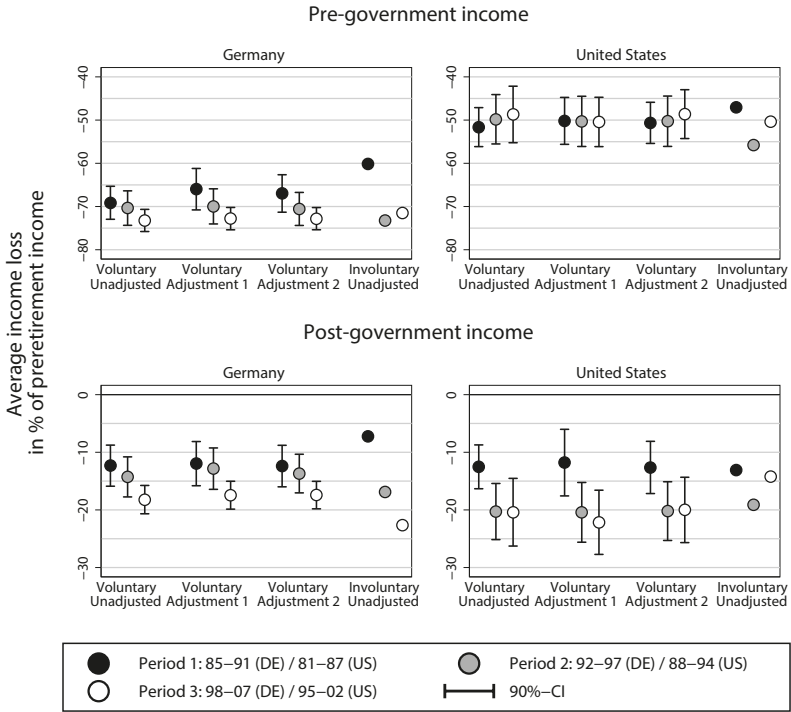 Pre-government income
Germany
United States
−40
−50
−60
−70
−80
−40
−50
−60
−70
−80
Voluntary Unadjusted
Voluntary Adjustment 1
Voluntary Adjustment 2
Involuntary Unadjusted
Voluntary Unadjusted
Voluntary Adjustment 1
Voluntary Adjustment 2
Involuntary Unadjusted
Average income loss
in % of preretirement income
Post-government income
Germany
United States
0
−10
−20
−30
0
−10
−20
−30
Voluntary Unadjusted
Voluntary Adjustment 1
Voluntary Adjustment 2
Involuntary Unadjusted
Voluntary Unadjusted
Voluntary Adjustment 1
Voluntary Adjustment 2
Involuntary Unadjusted
Period 1: 85−91 (DE) / 81−87 (US)
Period 2: 92−97 (DE) / 88−94 (US)
Period 3: 98−07 (DE) / 95−02 (US)
90%−CI